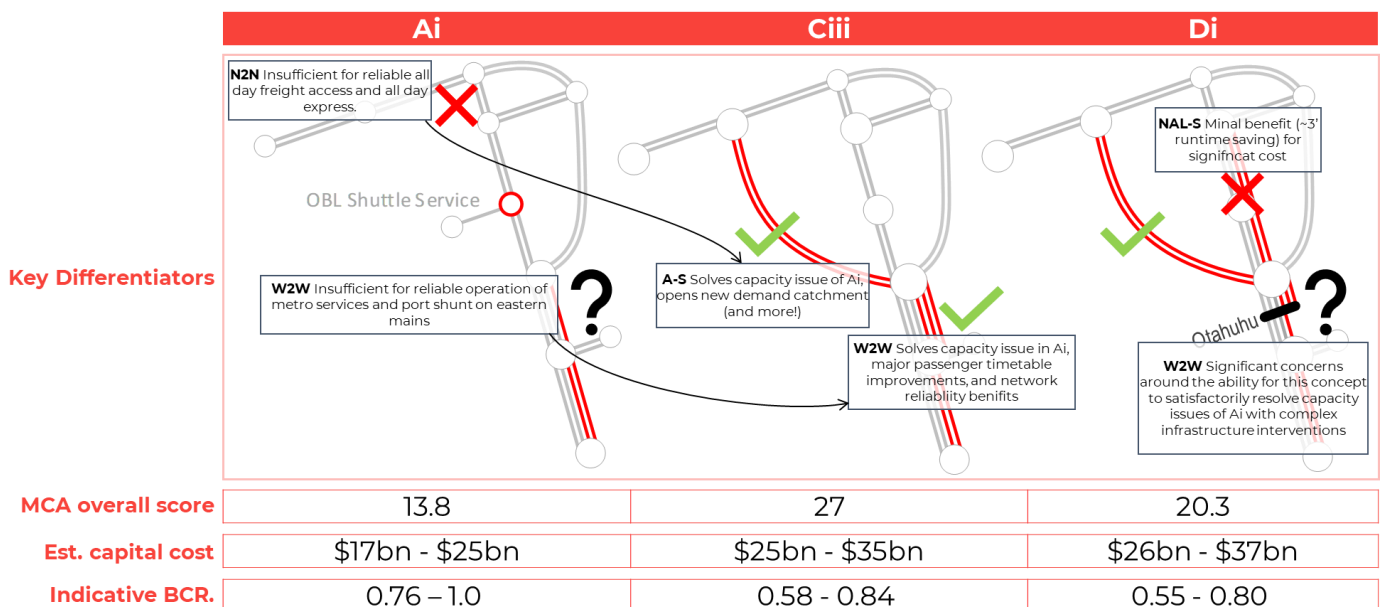 Ai
Ciii
Di
Key Differentiators
N2N Insufficient for reliable all
day freight access and all day
express.
OBL Shuttle Service
W2W Insufficient for reliable operation of
metro services and port shunt on eastern
mains
?
A-S Solves capacity issue of Ai,
opens new demand catchment
(and more!)
W2W Solves capacity issue in Ai,
major passenger timetable
improvements, and network
reliablity benifits
NAL-S Minal benefit (~3'
runtime saving) for
signifncat cost
Otahuhu
?
W2W Significant concerns
around the ability for this concept
to satisfactorily resolve capacity
issues of Ai with complex
infrastructure interventions
MCA overall score
13.8
27
20.3
Est. capital cost
$17bn - $25bn
$25bn - $35bn
$26bn - $37bn
Indicative BCR.
0.76 – 1.0
0.58 - 0.84
0.55 - 0.80